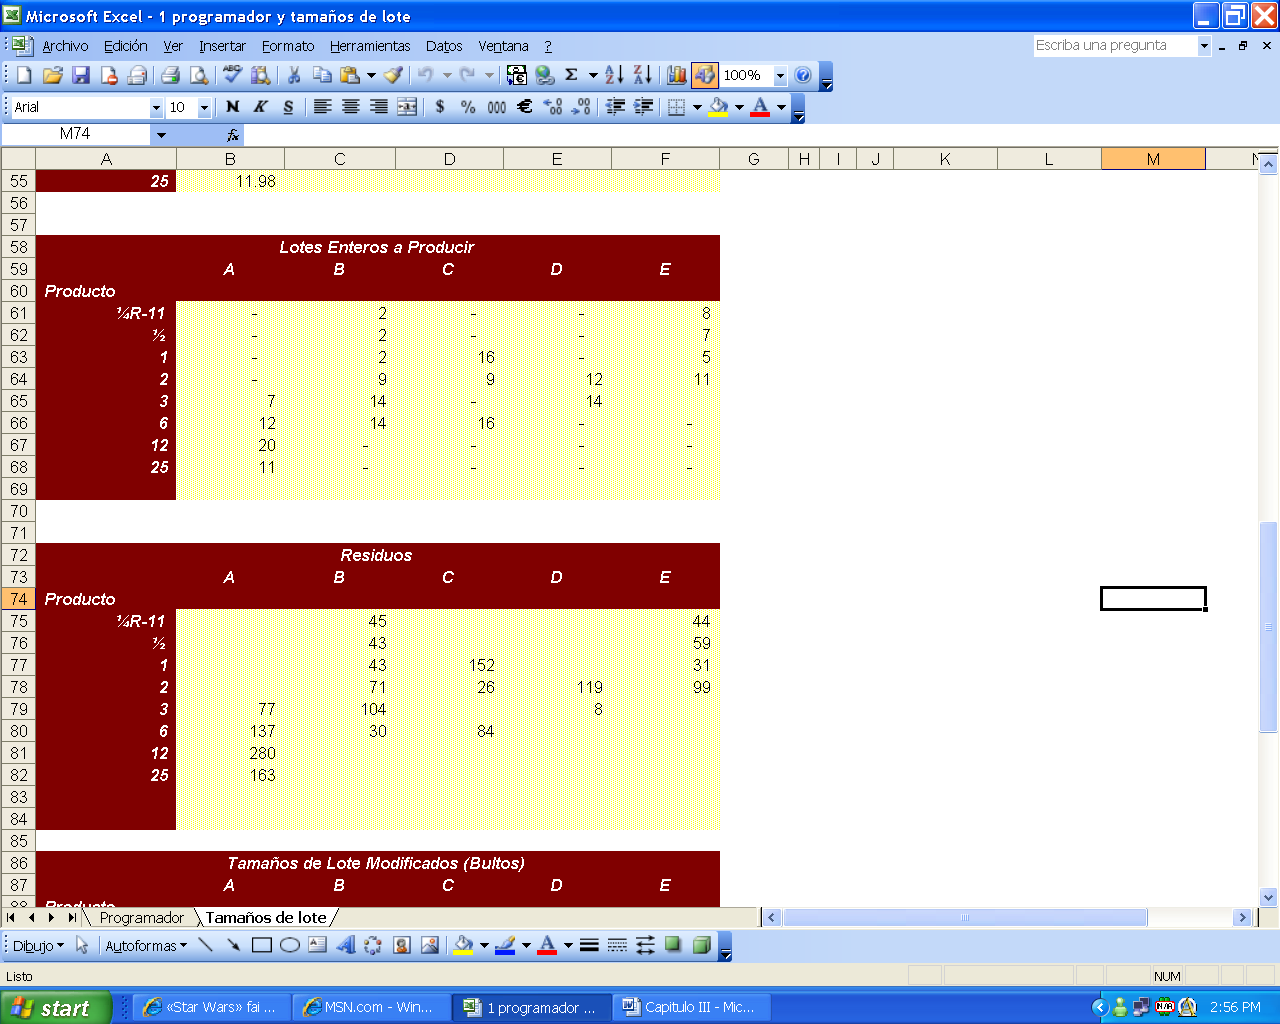 Microsoft Excel - 1 programador y tamaños de lote
Archivo Edición Ver Insertar Formato Herramientas Datos Ventana ? Escriba una pregunta
100%
Arial 10 N K S $ % 000 €
M74 fx
A B C D E F G H I J K L M N
55 25 11.98
56
57
58 Lotes Enteros a Producir
59 A B C D E
60 Producto
61 ¼R-11 - 2 - - 8
62 ½ - 2 - - 7
63 1 - 2 16 - 5
64 2 - 9 9 12 11
65 3 7 14 - 14
66 6 12 14 16 - -
67 12 20 - - - -
68 25 11 - - - -
69
70
71
72 Residuos
73 A B C D E
74 Producto
75 ¼R-11 45 44
76 ½ 43 59
77 1 43 152 31
78 2 71 26 119 99
79 3 77 104 8
80 6 137 30 84
81 12 280
82 25 163
83
84
85
86 Tamaños de Lote Modificados (Bultos)
87 A B C D E
88 Producto
Programador Tamaños de lote
Dibujo Autoformas
Listo NUM
start «Star Wars» fai ... MSN.com - Win... 1 programador ... Capitulo III - Mic... N/A 2:56 PM